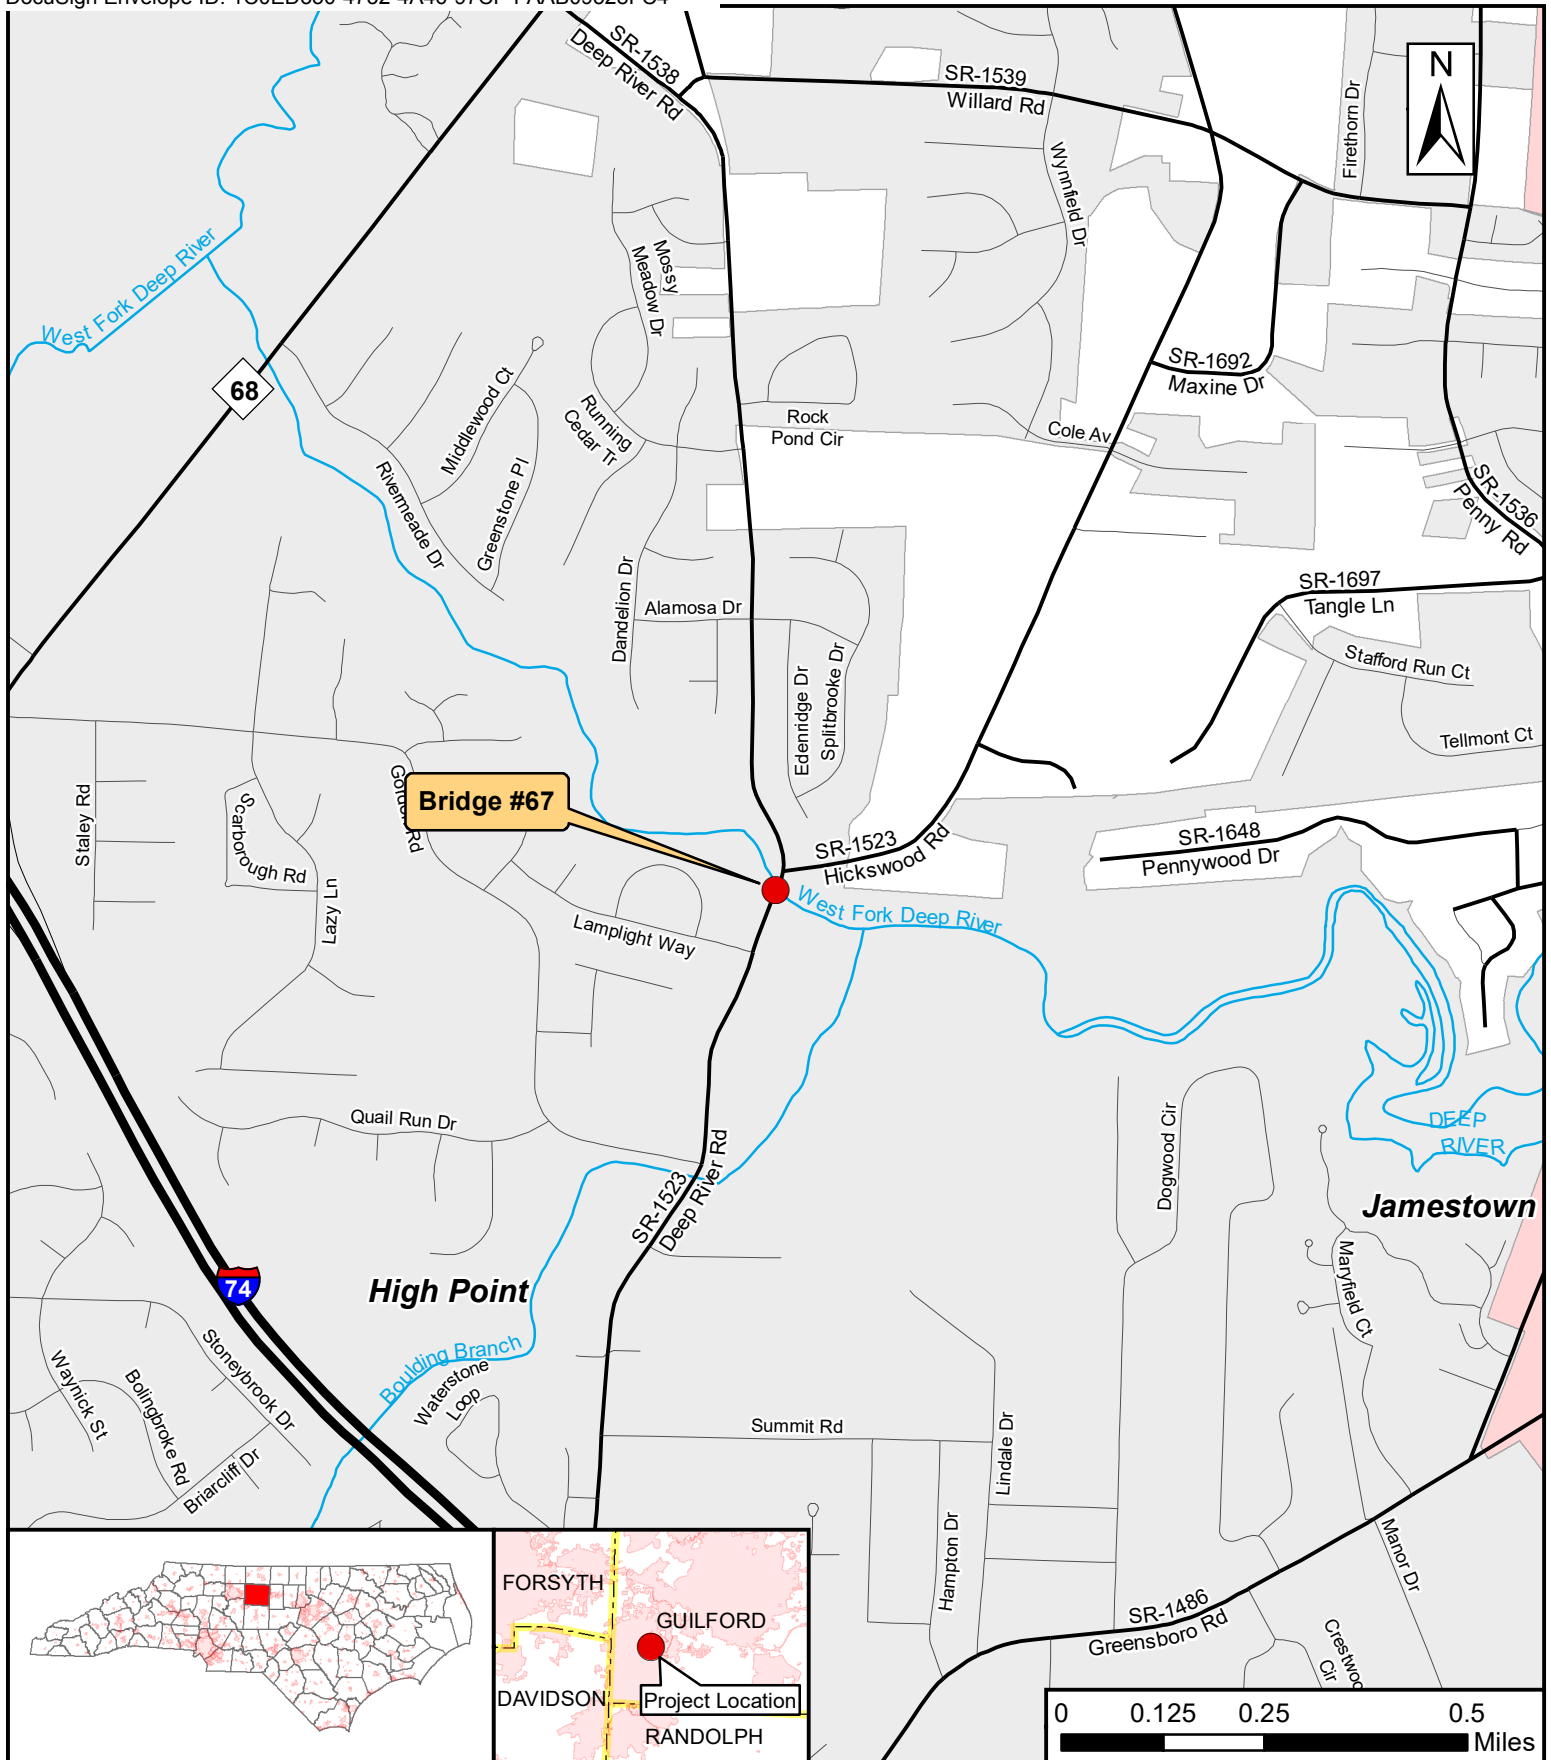 SR-1538
Deep River Rd
SR-1539
Willard Rd
N
Firethorn Dr
Wynnfield Dr
West Fork Deep River
Mossy
Meadow Dr
68
SR-1692
Maxine Dr
Middlewood Ct
Running
Cedar Tr
Rock
Pond Cir
Cole Av
Rivermeade Dr
Greenstone Pl
SR-1536
Penny Rd
Dandelion Dr
Alamosa Dr
SR-1697
Tangle Ln
Edenridge Dr
Splitbrooke Dr
Stafford Run Ct
Tellmont Ct
Staley Rd
Scarborough Rd
Bridge #67
SR-1523
Hickswood Rd
SR-1648
Pennywood Dr
Lazy Ln
Lamplight Way
West Fork Deep River
Quail Run Dr
Dogwood Cir
DEEP
RIVER
SR-1523
Deep River Rd
Jamestown
74
High Point
Maryfield Ct
Boulding Branch
Waterstone
Loop
Stoneybrook Dr
Waynick St
Bolingbroke Rd
Briarcliff Dr
Summit Rd
Lindale Dr
Hampton Dr
Manor Dr
SR-1486
Greensboro Rd
Cir
FORSYTH
GUILFORD
DAVIDSON
Project Location
RANDOLPH
0 0.125 0.25 0.5
Miles